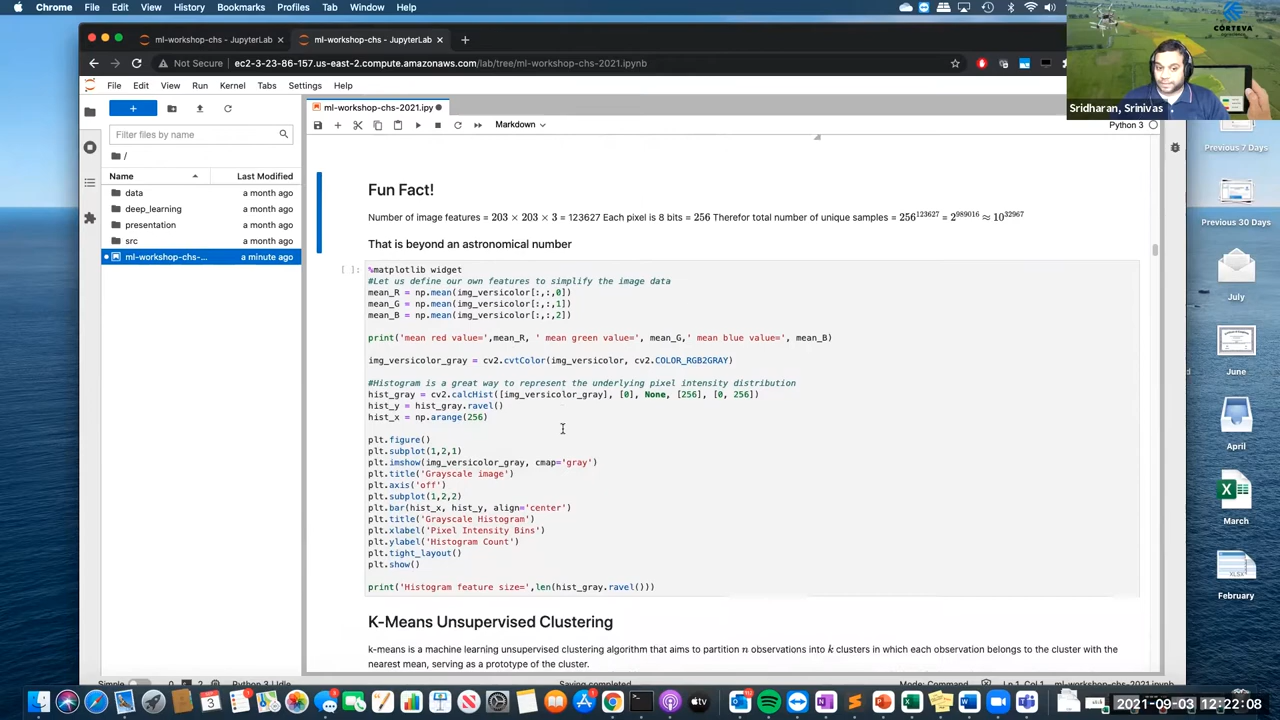 Chrome File Edit View History Bookmarks Profiles Tab Window Help
CORTEVA
agriscience
Sridharan, Srinivas
ml-workshop-chs - JupyterLab
ml-workshop-chs - JupyterLab
Not Secure ec2-3-23-86-157.us-east-2.compute.amazonaws.com/lab/tree/ml-workshop-chs-2021.ipynb
File Edit View Run Kernel Tabs Settings Help
Filter files by name
/
Name Last Modified
data a month ago
deep_learning a month ago
presentation a month ago
src a month ago
ml-workshop-chs-... a minute ago
ml-workshop-chs-2021.ipy
Markdown
Python 3
Fun Fact!
Number of image features = 203 × 203 × 3 = 123627 Each pixel is 8 bits = 256 Therefor total number of unique samples = 256^123627 = 2^989016 ≈ 10^32967
That is beyond an astronomical number
[ ]:
%matplotlib widget
#Let us define our own features to simplify the image data
mean_R = np.mean(img_versicolor[:,:,0])
mean_G = np.mean(img_versicolor[:,:,1])
mean_B = np.mean(img_versicolor[:,:,2])
print('mean red value=',mean_R, ' mean green value=', mean_G,' mean blue value=', mean_B)
img_versicolor_gray = cv2.cvtColor(img_versicolor, cv2.COLOR_RGB2GRAY)
#Histogram is a great way to represent the underlying pixel intensity distribution
hist_gray = cv2.calcHist([img_versicolor_gray], [0], None, [256], [0, 256])
hist_y = hist_gray.ravel()
hist_x = np.arange(256)
plt.figure()
plt.subplot(1,2,1)
plt.imshow(img_versicolor_gray, cmap='gray')
plt.title('Grayscale image')
plt.axis('off')
plt.subplot(1,2,2)
plt.bar(hist_x, hist_y, align='center')
plt.title('Grayscale Histogram')
plt.xlabel('Pixel Intensity Bins')
plt.ylabel('Histogram Count')
plt.tight_layout()
plt.show()
print('Histogram feature size=',len(hist_gray.ravel()))
K-Means Unsupervised Clustering
k-means is a machine learning unsupervised clustering algorithm that aims to partition n observations into k clusters in which each observation belongs to the cluster with the
nearest mean, serving as a prototype of the cluster.
Previous 7 Days
Previous 30 Days
July
June
April
March
XLSX
February
2021-09-03 12:22:08